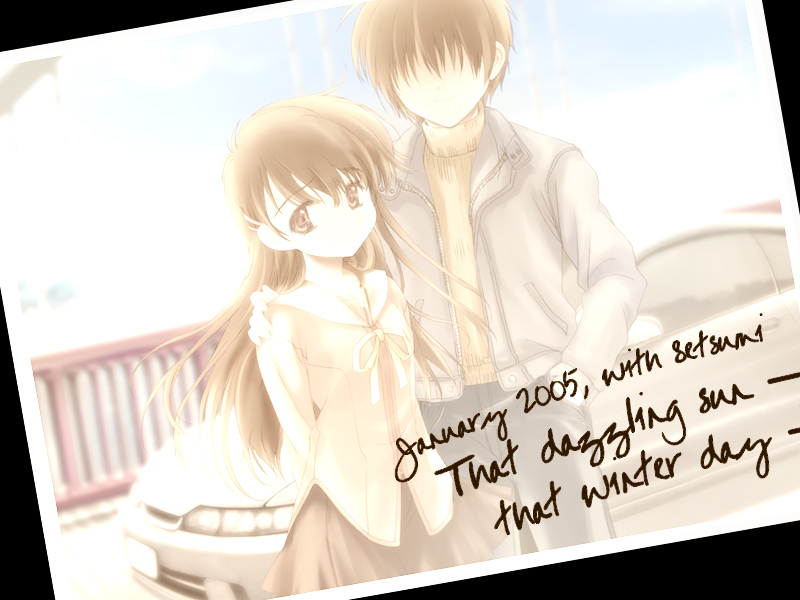 January 2005, with setsumi
That dazzling sun —
that winter day —